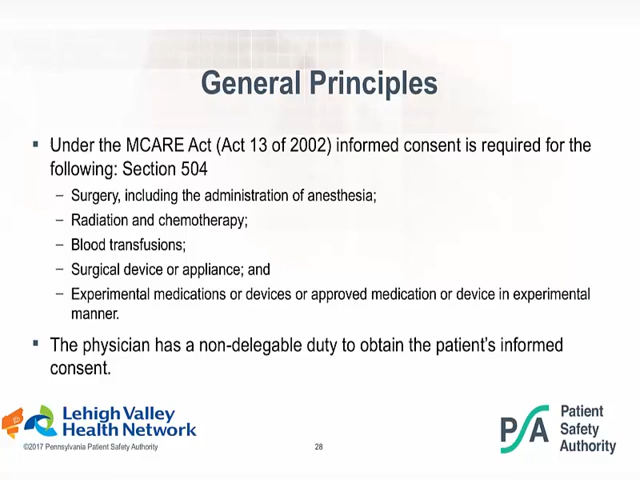 General Principles
▪ Under the MCARE Act (Act 13 of 2002) informed consent is required for the
following: Section 504
– Surgery, including the administration of anesthesia;
– Radiation and chemotherapy;
– Blood transfusions;
– Surgical device or appliance; and
– Experimental medications or devices or approved medication or device in experimental
manner.
▪ The physician has a non-delegable duty to obtain the patient's informed
consent.
Lehigh Valley
Health Network
©2017 Pennsylvania Patient Safety Authority
28
PSA
Patient
Safety
Authority